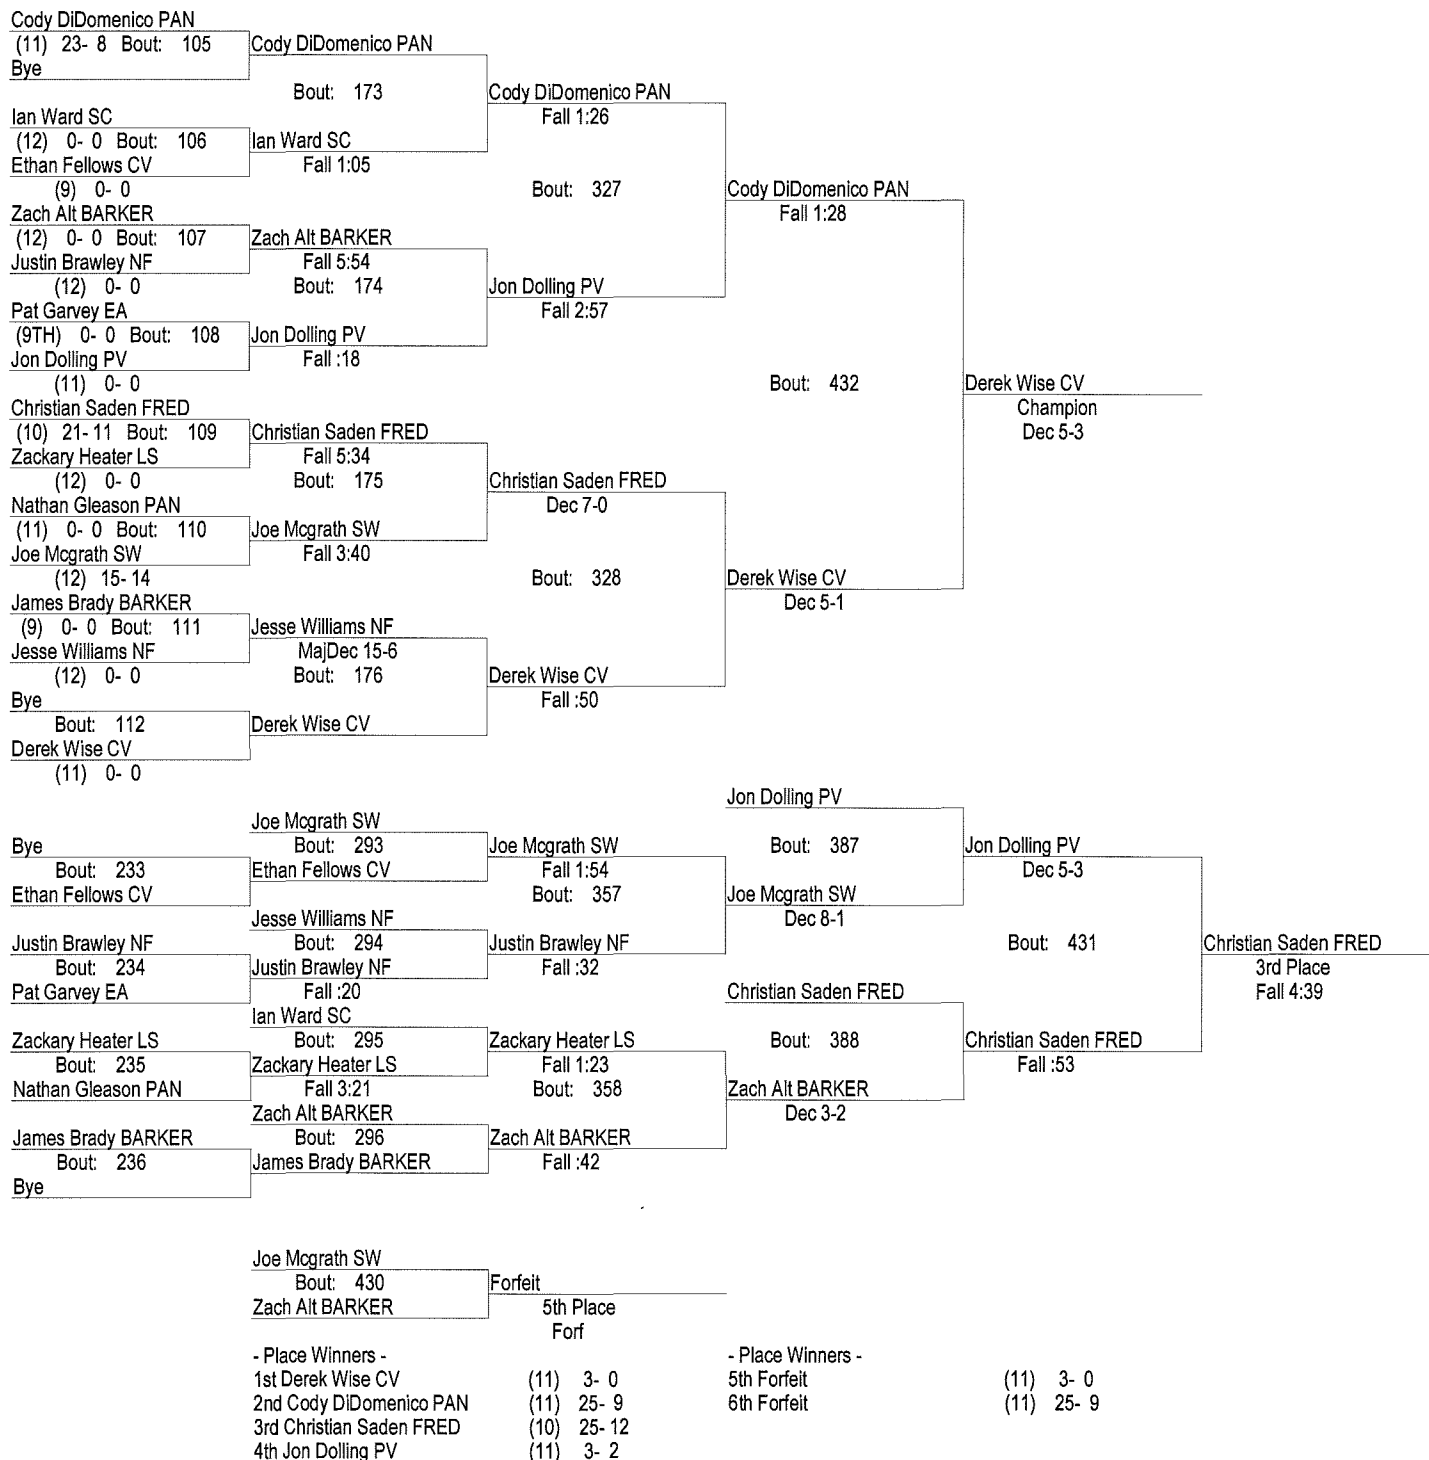 Cody DiDomenico PAN
(11) 23- 8 Bout: 105 Cody DiDomenico PAN
Bye
Bout: 173 Cody DiDomenico PAN
Fall 1:26
Ian Ward SC
(12) 0- 0 Bout: 106 Ian Ward SC
Ethan Fellows CV Fall 1:05
(9) 0- 0 Bout: 327 Cody DiDomenico PAN
Zach Alt BARKER Fall 1:28
(12) 0- 0 Bout: 107 Zach Alt BARKER
Justin Brawley NF Fall 5:54
(12) 0- 0 Bout: 174 Jon Dolling PV
Pat Garvey EA Fall 2:57
(9TH) 0- 0 Bout: 108 Jon Dolling PV
Jon Dolling PV Fall :18
(11) 0- 0 Bout: 432 Derek Wise CV
Christian Saden FRED Champion
(10) 21- 11 Bout: 109 Christian Saden FRED Dec 5-3
Zackary Heater LS Fall 5:34
(12) 0- 0 Bout: 175 Christian Saden FRED
Nathan Gleason PAN Dec 7-0
(11) 0- 0 Bout: 110 Joe Mcgrath SW
Joe Mcgrath SW Fall 3:40
(12) 15- 14 Bout: 328 Derek Wise CV
James Brady BARKER Dec 5-1
(9) 0- 0 Bout: 111 Jesse Williams NF
Jesse Williams NF MajDec 15-6
(12) 0- 0 Bout: 176 Derek Wise CV
Bye Fall :50
Bout: 112 Derek Wise CV
Derek Wise CV
(11) 0- 0
Jon Dolling PV
Joe Mcgrath SW
Bye Bout: 293 Joe Mcgrath SW Bout: 387 Jon Dolling PV
Bout: 233 Ethan Fellows CV Fall 1:54 Dec 5-3
Ethan Fellows CV Bout: 357 Joe Mcgrath SW
Jesse Williams NF Dec 8-1
Justin Brawley NF Bout: 294 Justin Brawley NF Bout: 431 Christian Saden FRED
Bout: 234 Justin Brawley NF Fall :32 3rd Place
Pat Garvey EA Fall :20 Christian Saden FRED Fall 4:39
Ian Ward SC
Zackary Heater LS Bout: 295 Zackary Heater LS Bout: 388 Christian Saden FRED
Bout: 235 Zackary Heater LS Fall 1:23 Fall :53
Nathan Gleason PAN Fall 3:21 Bout: 358 Zach Alt BARKER
Zach Alt BARKER Dec 3-2
James Brady BARKER Bout: 296 Zach Alt BARKER
Bout: 236 James Brady BARKER Fall :42
Bye
Joe Mcgrath SW
Bout: 430 Forfeit
Zach Alt BARKER 5th Place
Forf
- Place Winners - - Place Winners -
1st Derek Wise CV (11) 3- 0 5th Forfeit (11) 3- 0
2nd Cody DiDomenico PAN (11) 25- 9 6th Forfeit (11) 25- 9
3rd Christian Saden FRED (10) 25- 12
4th Jon Dolling PV (11) 3- 2